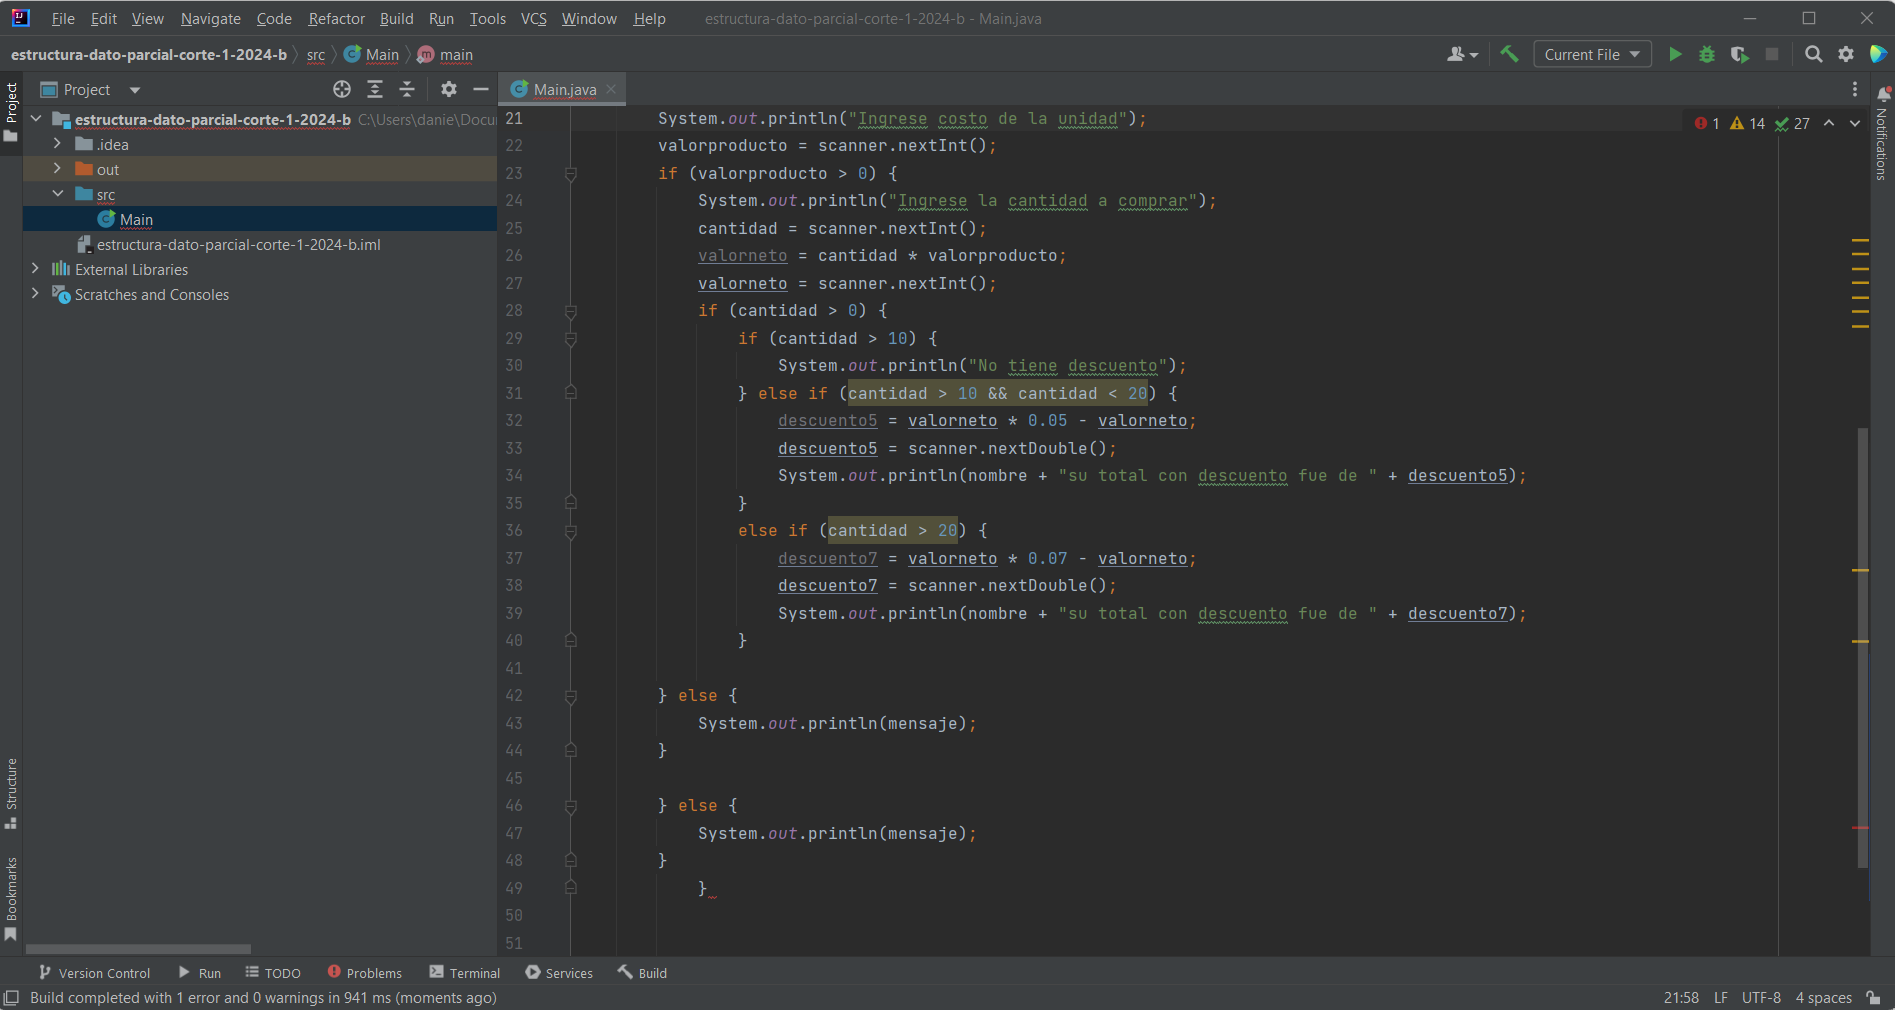 File Edit View Navigate Code Refactor Build Run Tools VCS Window Help estructura-dato-parcial-corte-1-2024-b - Main.java
estructura-dato-parcial-corte-1-2024-b src Main main Current File
Project
Project
Main.java
estructura-dato-parcial-corte-1-2024-b C:\Users\danie\Docu
.idea
out
src
Main
estructura-dato-parcial-corte-1-2024-b.iml
External Libraries
Scratches and Consoles
1 14 27
21 System.out.println("Ingrese costo de la unidad");
22 valorproducto = scanner.nextInt();
23 if (valorproducto > 0) {
24 System.out.println("Ingrese la cantidad a comprar");
25 cantidad = scanner.nextInt();
26 valorneto = cantidad * valorproducto;
27 valorneto = scanner.nextInt();
28 if (cantidad > 0) {
29 if (cantidad > 10) {
30 System.out.println("No tiene descuento");
31 } else if (cantidad > 10 && cantidad < 20) {
32 descuento5 = valorneto * 0.05 - valorneto;
33 descuento5 = scanner.nextDouble();
34 System.out.println(nombre + "su total con descuento fue de " + descuento5);
35 }
36 else if (cantidad > 20) {
37 descuento7 = valorneto * 0.07 - valorneto;
38 descuento7 = scanner.nextDouble();
39 System.out.println(nombre + "su total con descuento fue de " + descuento7);
40 }
41
42 } else {
43 System.out.println(mensaje);
44 }
45
46 } else {
47 System.out.println(mensaje);
48 }
49 }
50
51
Notifications
Structure
Bookmarks
Version Control Run TODO Problems Terminal Services Build
Build completed with 1 error and 0 warnings in 941 ms (moments ago) 21:58 LF UTF-8 4 spaces